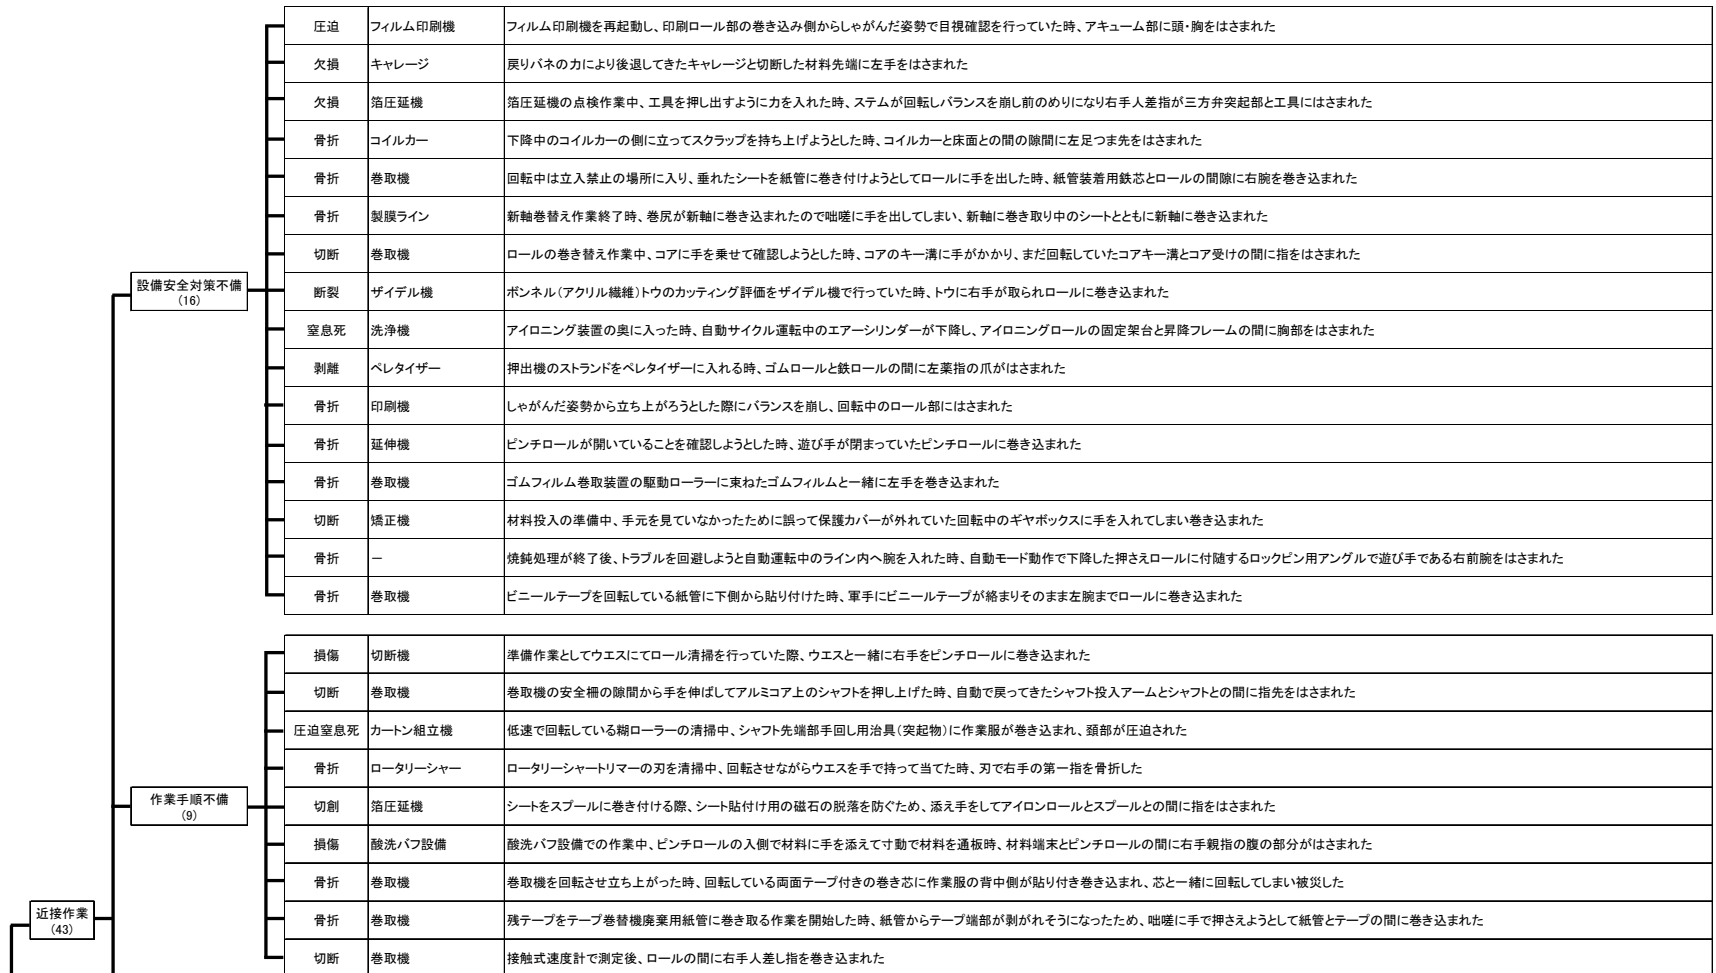 圧迫 フィルム印刷機 フィルム印刷機を再起動し、印刷ロール部の巻き込み側からしゃがんだ姿勢で目視確認を行っていた時、アキューム部に頭・胸をはさまれた
欠損 キャレージ 戻りバネの力により後退してきたキャレージと切断した材料先端に左手をはさまれた
欠損 箔圧延機 箔圧延機の点検作業中、工具を押し出すように力を入れた時、ステムが回転しバランスを崩し前のめりになり右手人差指が三方弁突起部と工具にはさまれた
骨折 コイルカー 下降中のコイルカーの側に立ってスクラップを持ち上げようとした時、コイルカーと床面との間の隙間に左足つま先をはさまれた
骨折 巻取機 回転中は立入禁止の場所に入り、垂れたシートを紙管に巻き付けようとしてロールに手を出した時、紙管装着用鉄芯とロールの間隙に右腕を巻き込まれた
骨折 製膜ライン 新軸巻替え作業終了時、巻尻が新軸に巻き込まれたので咄嗟に手を出してしまい、新軸に巻き取り中のシートとともに新軸に巻き込まれた
切断 巻取機 ロールの巻き替え作業中、コアに手を乗せて確認しようとした時、コアのキー溝に手がかかり、まだ回転していたコアキー溝とコア受けの間に指をはさまれた
設備安全対策不備
(16)
断裂 ザイデル機 ボンネル(アクリル繊維)トウのカッティング評価をザイデル機で行っていた時、トウに右手が取られロールに巻き込まれた
窒息死 洗浄機 アイロニング装置の奥に入った時、自動サイクル運転中のエアーシリンダーが下降し、アイロニングロールの固定架台と昇降フレームの間に胸部をはさまれた
剥離 ペレタイザー 押出機のストランドをペレタイザーに入れる時、ゴムロールと鉄ロールの間に左薬指の爪がはさまれた
骨折 印刷機 しゃがんだ姿勢から立ち上がろうとした際にバランスを崩し、回転中のロール部にはさまれた
骨折 延伸機 ピンチロールが開いていることを確認しようとした時、遊び手が閉まっていたピンチロールに巻き込まれた
骨折 巻取機 ゴムフィルム巻取装置の駆動ローラーに束ねたゴムフィルムと一緒に左手を巻き込まれた
切断 矯正機 材料投入の準備中、手元を見ていなかったために誤って保護カバーが外れていた回転中のギヤボックスに手を入れてしまい巻き込まれた
骨折 － 焼鈍処理が終了後、トラブルを回避しようと自動運転中のライン内へ腕を入れた時、自動モード動作で下降した押さえロールに付随するロックピン用アングルで遊び手である右前腕をはさまれた
骨折 巻取機 ビニールテープを回転している紙管に下側から貼り付けた時、軍手にビニールテープが絡まりそのまま左腕までロールに巻き込まれた
損傷 切断機 準備作業としてウエスにてロール清掃を行っていた際、ウエスと一緒に右手をピンチロールに巻き込まれた
切断 巻取機 巻取機の安全柵の隙間から手を伸ばしてアルミコア上のシャフトを押し上げた時、自動で戻ってきたシャフト投入アームとシャフトとの間に指先をはさまれた
圧迫窒息死 カートン組立機 低速で回転している糊ローラーの清掃中、シャフト先端部手回し用治具(突起物)に作業服が巻き込まれ、頚部が圧迫された
骨折 ロータリーシャー ロータリーシャートリマーの刃を清掃中、回転させながらウエスを手で持って当てた時、刃で右手の第一指を骨折した
作業手順不備
(9)
切創 箔圧延機 シートをスプールに巻き付ける際、シート貼付け用の磁石の脱落を防ぐため、添え手をしてアイロンロールとスプールとの間に指をはさまれた
損傷 酸洗バフ設備 酸洗バフ設備での作業中、ピンチロールの入側で材料に手を添えて寸動で材料を通板時、材料端末とピンチロールの間に右手親指の腹の部分がはさまれた
骨折 巻取機 巻取機を回転させ立ち上がった時、回転している両面テープ付きの巻き芯に作業服の背中側が貼り付き巻き込まれ、芯と一緒に回転してしまい被災した
近接作業
(43)
骨折 巻取機 残テープをテープ巻替機廃棄用紙管に巻き取る作業を開始した時、紙管からテープ端部が剥がれそうになったため、咄嗟に手で押さえようとして紙管とテープの間に巻き込まれた
切断 巻取機 接触式速度計で測定後、ロールの間に右手人差し指を巻き込まれた